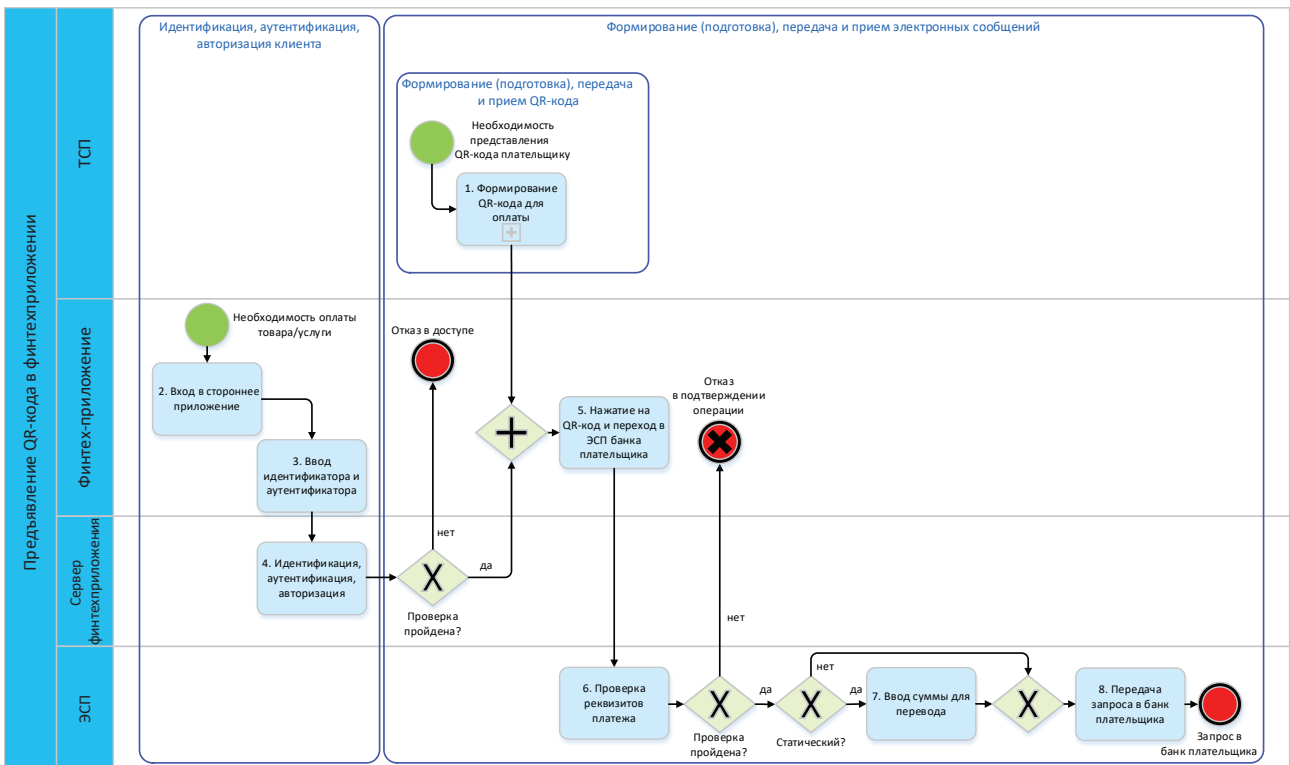 Предъявление QR-кода в финтехприложении
ТСП
Финтех-приложение
Сервер
финтехприложения
ЭСП
Идентификация, аутентификация,
авторизация клиента
Формирование (подготовка), передача и прием электронных сообщений
Формирование (подготовка), передача
и прием QR-кода
Необходимость
представления
QR-кода плательщику
1. Формирование
QR-кода для
оплаты
Необходимость оплаты
товара/услуги
2. Вход в стороннее
приложение
3. Ввод
идентификатора и
аутентификатора
4. Идентификация,
аутентификация,
авторизация
Отказ в доступе
нет
да
Проверка
пройдена?
5. Нажатие на
QR-код и переход в
ЭСП банка
плательщика
Отказ
в подтверждении
операции
нет
6. Проверка
реквизитов
платежа
Проверка
пройдена?
да
Статический?
нет
да
7. Ввод суммы для
перевода
8. Передача
запроса в банк
плательщика
Запрос в
банк плательщика